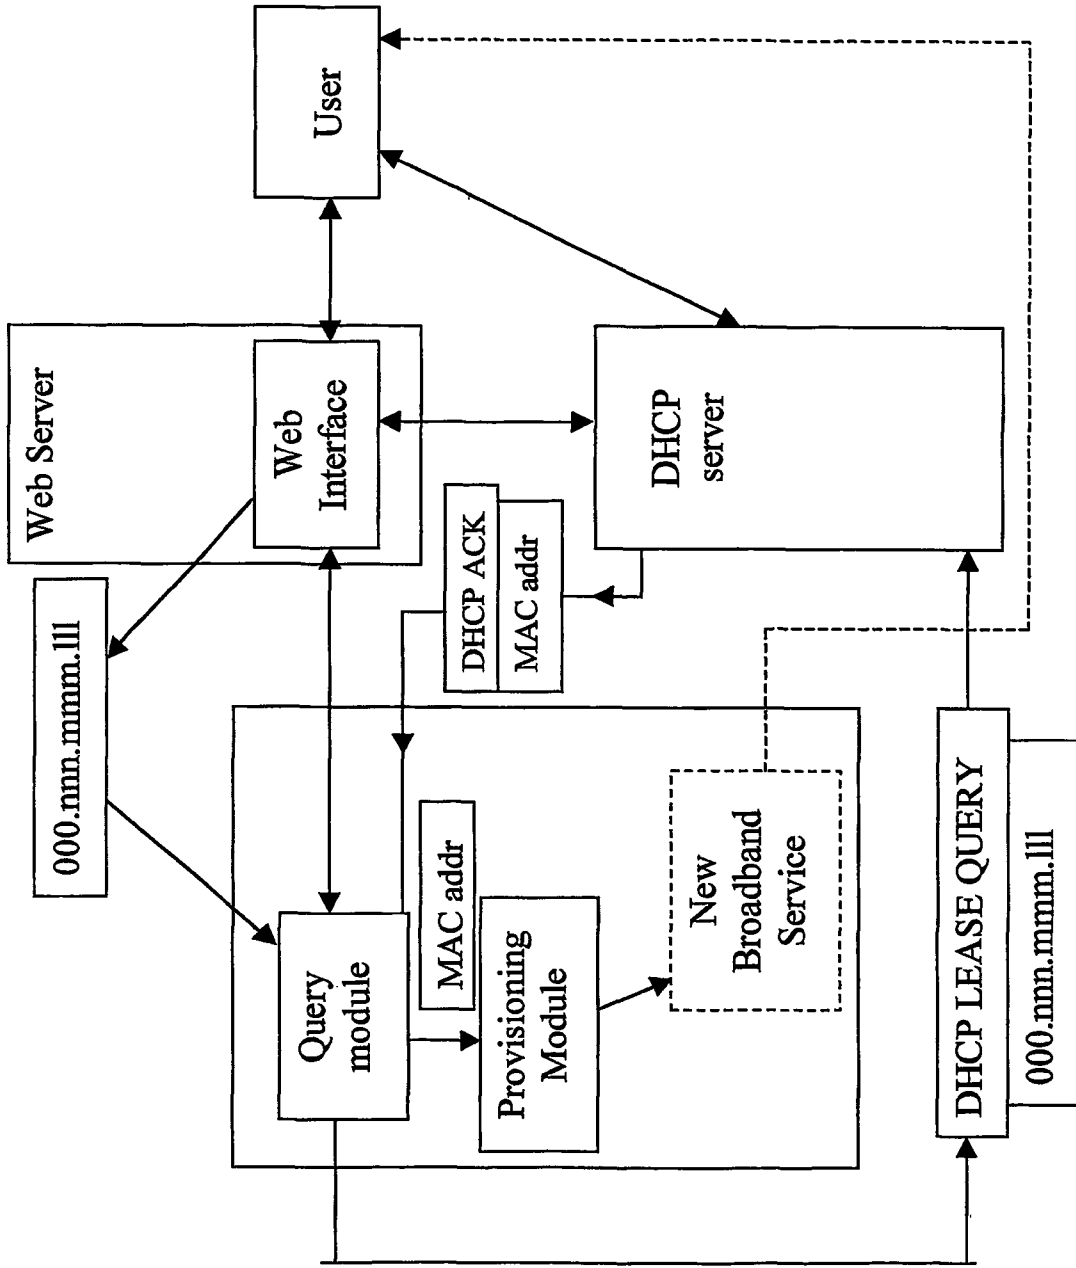 Web Server
User
Web
Interface
000.nnn.mmm.lll
DHCP ACK
MAC addr
DHCP
server
Query
module
MAC addr
Provisioning
Module
New
Broadband
Service
DHCP LEASE QUERY
000.nnn.mmm.lll